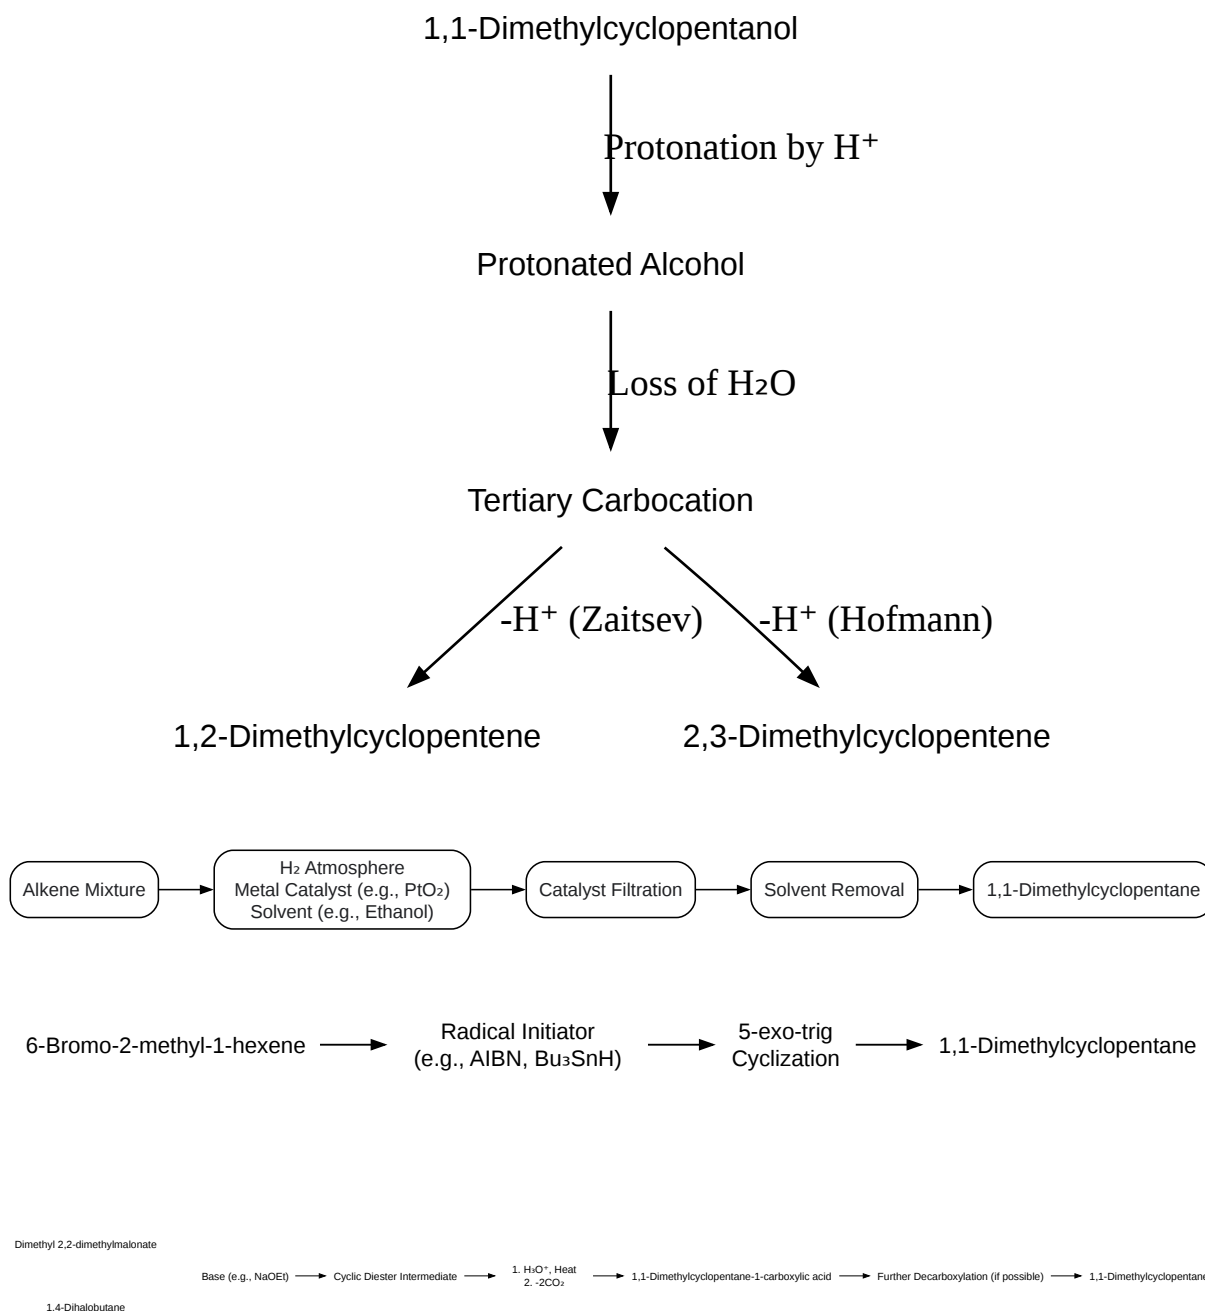 1,1-Dimethylcyclopentanol
Protonation by H⁺
Protonated Alcohol
Loss of H₂O
Tertiary Carbocation
-H⁺ (Zaitsev)
-H⁺ (Hofmann)
1,2-Dimethylcyclopentene
2,3-Dimethylcyclopentene
Alkene Mixture
H₂ Atmosphere
Metal Catalyst (e.g., PtO₂)
Solvent (e.g., Ethanol)
Catalyst Filtration
Solvent Removal
1,1-Dimethylcyclopentane
6-Bromo-2-methyl-1-hexene
Radical Initiator
(e.g., AIBN, Bu₃SnH)
5-exo-trig
Cyclization
1,1-Dimethylcyclopentane
Dimethyl 2,2-dimethylmalonate
Base (e.g., NaOEt)
Cyclic Diester Intermediate
1. H₃O⁺, Heat
2. -2CO₂
1,1-Dimethylcyclopentane-1-carboxylic acid
Further Decarboxylation (if possible)
1,1-Dimethylcyclopentane
1,4-Dihalobutane